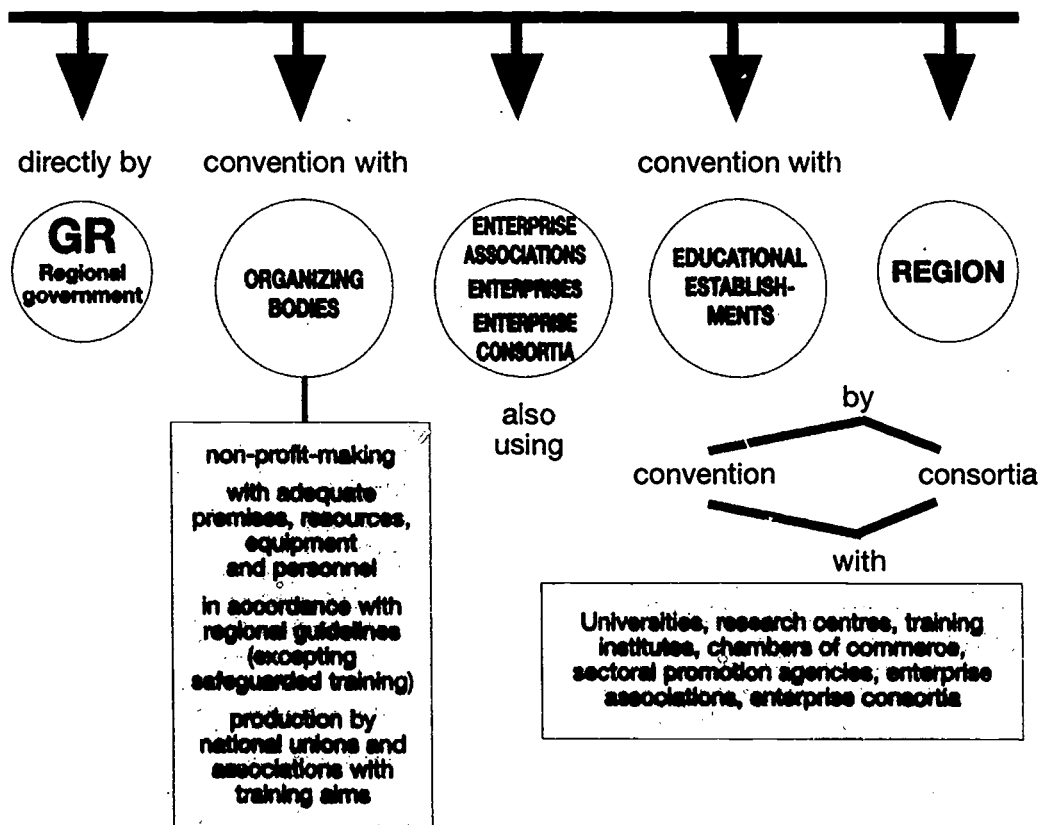 directly by
convention with
convention with
GR
Regional
government
ORGANIZING
BODIES
ENTERPRISE
ASSOCIATIONS
ENTERPRISES
ENTERPRISE
CONSORTIA
EDUCATIONAL
ESTABLISH-
MENTS
REGION
also
using
by
convention
consortia
with
non-profit-making
with adequate
premises, resources,
equipment
and personnel
in accordance with
regional guidelines
(excepting
safeguarded training)
production by
national unions and
associations with
training aims
Universities, research centres, training
institutes, chambers of commerce,
sectoral promotion agencies, enterprise
associations, enterprise consortia